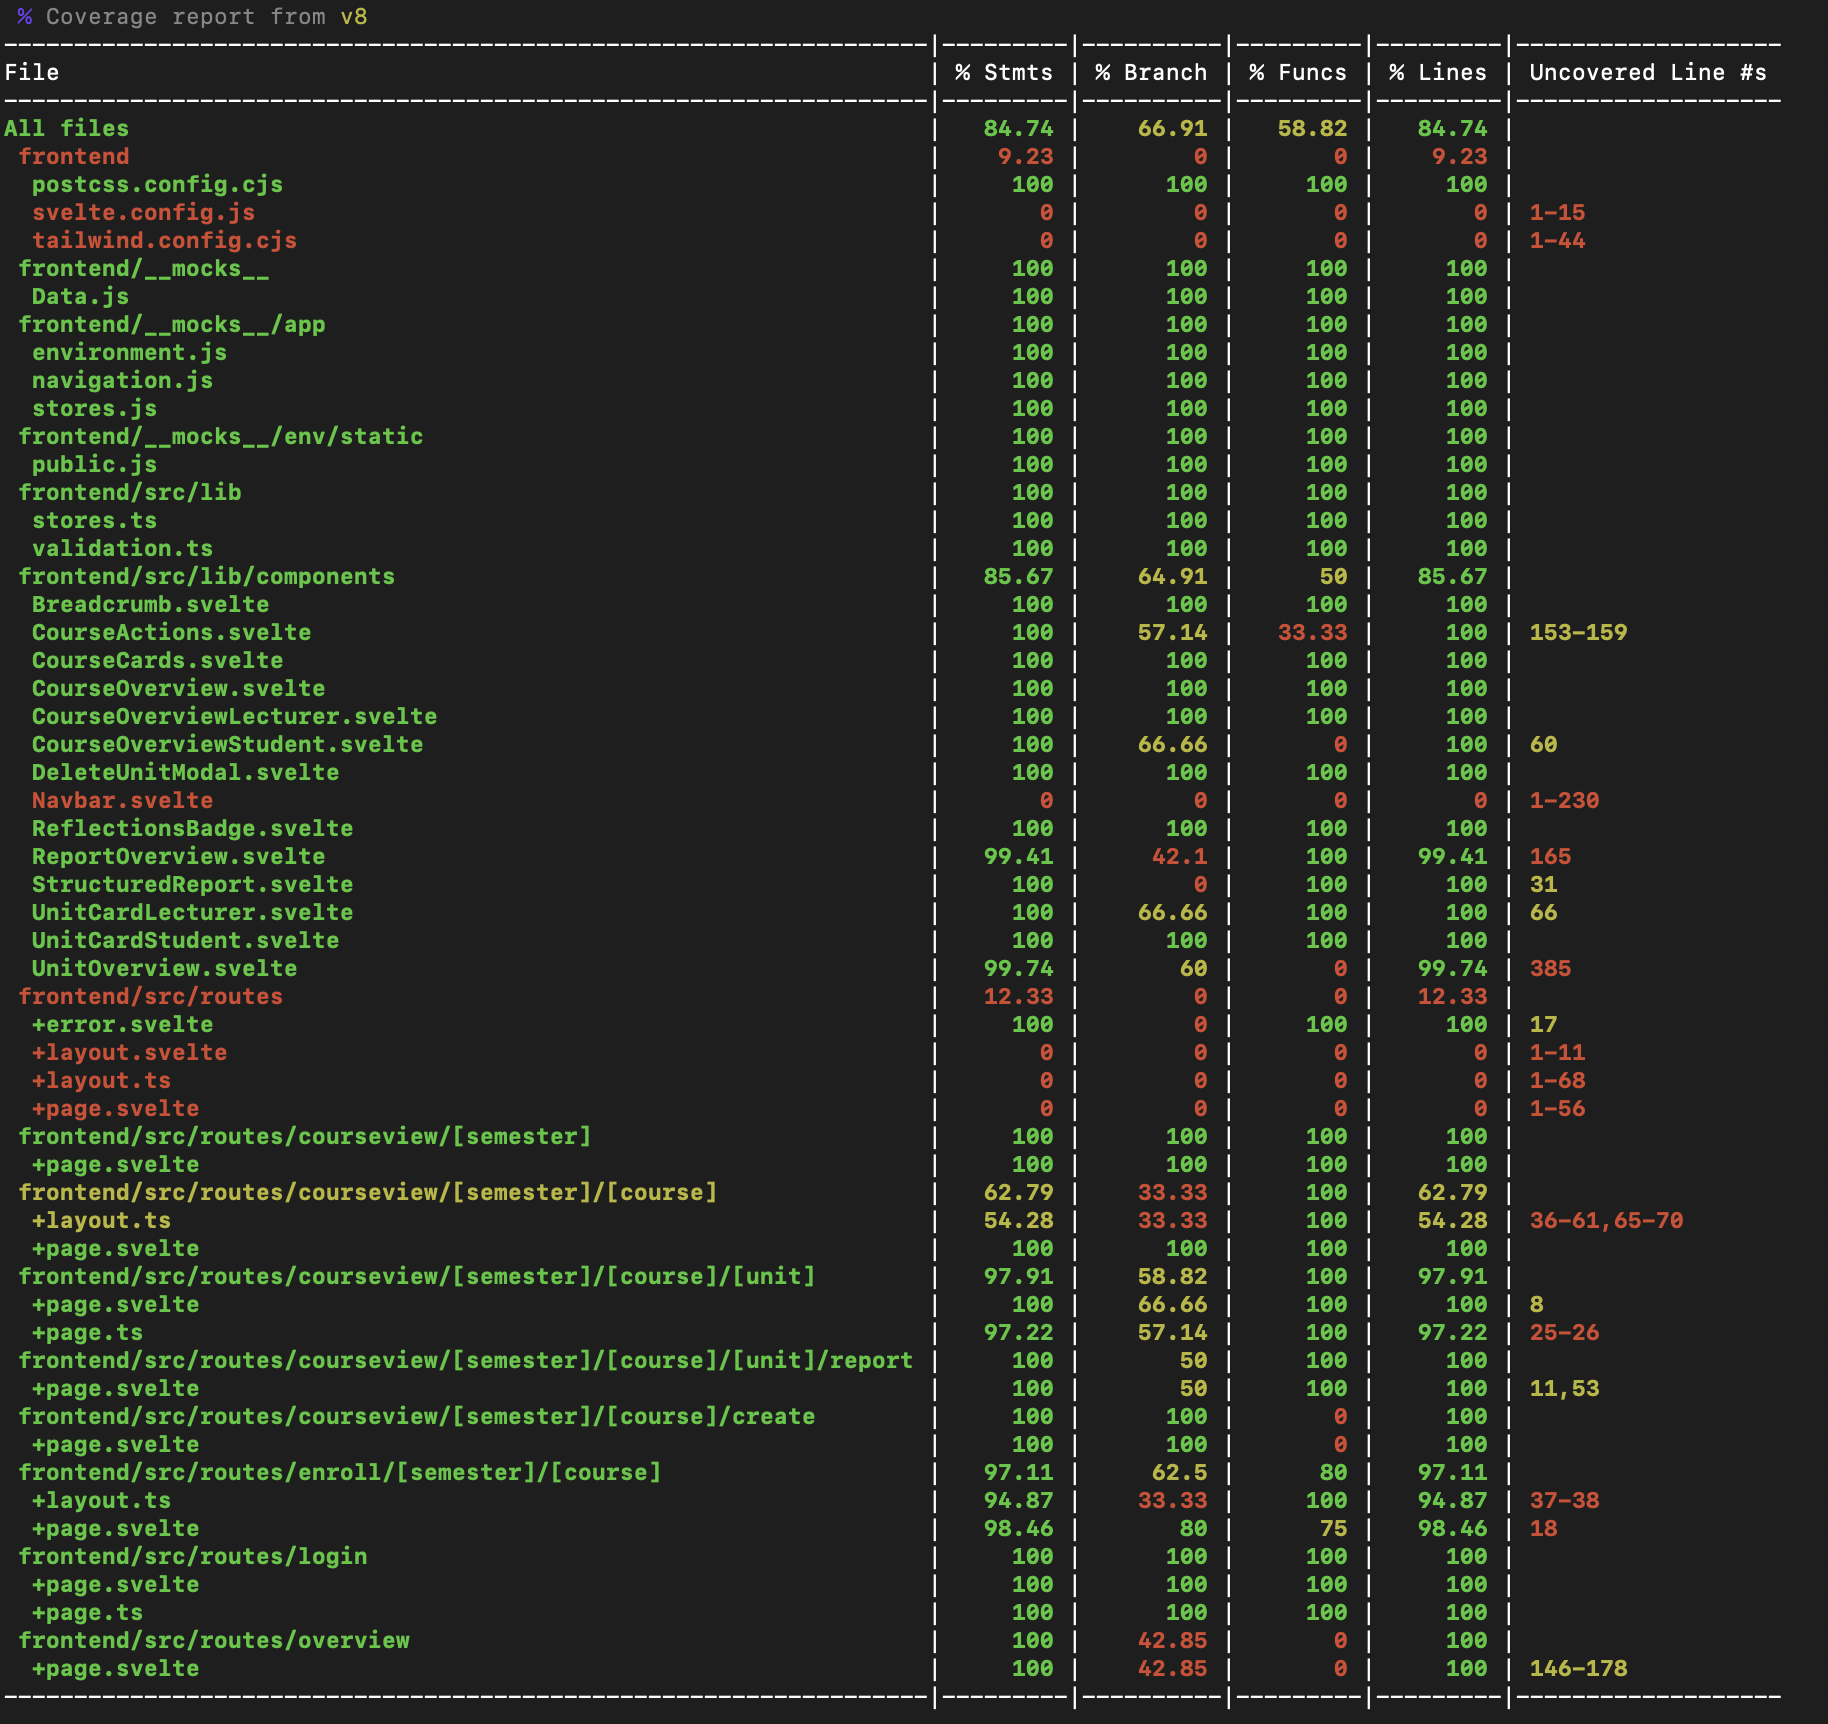 % Coverage report from v8
File | % Stmts | % Branch | % Funcs | % Lines | Uncovered Line #s
All files | 84.74 | 66.91 | 58.82 | 84.74 |
frontend | 9.23 | 0 | 0 | 9.23 |
postcss.config.cjs | 100 | 100 | 100 | 100 |
svelte.config.js | 0 | 0 | 0 | 0 | 1-15
tailwind.config.cjs | 0 | 0 | 0 | 0 | 1-44
frontend/__mocks__ | 100 | 100 | 100 | 100 |
Data.js | 100 | 100 | 100 | 100 |
frontend/__mocks__/app | 100 | 100 | 100 | 100 |
environment.js | 100 | 100 | 100 | 100 |
navigation.js | 100 | 100 | 100 | 100 |
stores.js | 100 | 100 | 100 | 100 |
frontend/__mocks__/env/static | 100 | 100 | 100 | 100 |
public.js | 100 | 100 | 100 | 100 |
frontend/src/lib | 100 | 100 | 100 | 100 |
stores.ts | 100 | 100 | 100 | 100 |
validation.ts | 100 | 100 | 100 | 100 |
frontend/src/lib/components | 85.67 | 64.91 | 50 | 85.67 |
Breadcrumb.svelte | 100 | 100 | 100 | 100 |
CourseActions.svelte | 100 | 57.14 | 33.33 | 100 | 153-159
CourseCards.svelte | 100 | 100 | 100 | 100 |
CourseOverview.svelte | 100 | 100 | 100 | 100 |
CourseOverviewLecturer.svelte | 100 | 100 | 100 | 100 |
CourseOverviewStudent.svelte | 100 | 66.66 | 0 | 100 | 60
DeleteUnitModal.svelte | 100 | 100 | 100 | 100 |
Navbar.svelte | 0 | 0 | 0 | 0 | 1-230
ReflectionsBadge.svelte | 100 | 100 | 100 | 100 |
ReportOverview.svelte | 99.41 | 42.1 | 100 | 99.41 | 165
StructuredReport.svelte | 100 | 0 | 100 | 100 | 31
UnitCardLecturer.svelte | 100 | 66.66 | 100 | 100 | 66
UnitCardStudent.svelte | 100 | 100 | 100 | 100 |
UnitOverview.svelte | 99.74 | 60 | 0 | 99.74 | 385
frontend/src/routes | 12.33 | 0 | 0 | 12.33 |
+error.svelte | 100 | 0 | 100 | 100 | 17
+layout.svelte | 0 | 0 | 0 | 0 | 1-11
+layout.ts | 0 | 0 | 0 | 0 | 1-68
+page.svelte | 0 | 0 | 0 | 0 | 1-56
frontend/src/routes/courseview/[semester] | 100 | 100 | 100 | 100 |
+page.svelte | 100 | 100 | 100 | 100 |
frontend/src/routes/courseview/[semester]/[course] | 62.79 | 33.33 | 100 | 62.79 |
+layout.ts | 54.28 | 33.33 | 100 | 54.28 | 36-61,65-70
+page.svelte | 100 | 100 | 100 | 100 |
frontend/src/routes/courseview/[semester]/[course]/[unit] | 97.91 | 58.82 | 100 | 97.91 |
+page.svelte | 100 | 66.66 | 100 | 100 | 8
+page.ts | 97.22 | 57.14 | 100 | 97.22 | 25-26
frontend/src/routes/courseview/[semester]/[course]/[unit]/report | 100 | 50 | 100 | 100 |
+page.svelte | 100 | 50 | 100 | 100 | 11,53
frontend/src/routes/courseview/[semester]/[course]/create | 100 | 100 | 0 | 100 |
+page.svelte | 100 | 100 | 0 | 100 |
frontend/src/routes/enroll/[semester]/[course] | 97.11 | 62.5 | 80 | 97.11 |
+layout.ts | 94.87 | 33.33 | 100 | 94.87 | 37-38
+page.svelte | 98.46 | 80 | 75 | 98.46 | 18
frontend/src/routes/login | 100 | 100 | 100 | 100 |
+page.svelte | 100 | 100 | 100 | 100 |
+page.ts | 100 | 100 | 100 | 100 |
frontend/src/routes/overview | 100 | 42.85 | 0 | 100 |
+page.svelte | 100 | 42.85 | 0 | 100 | 146-178